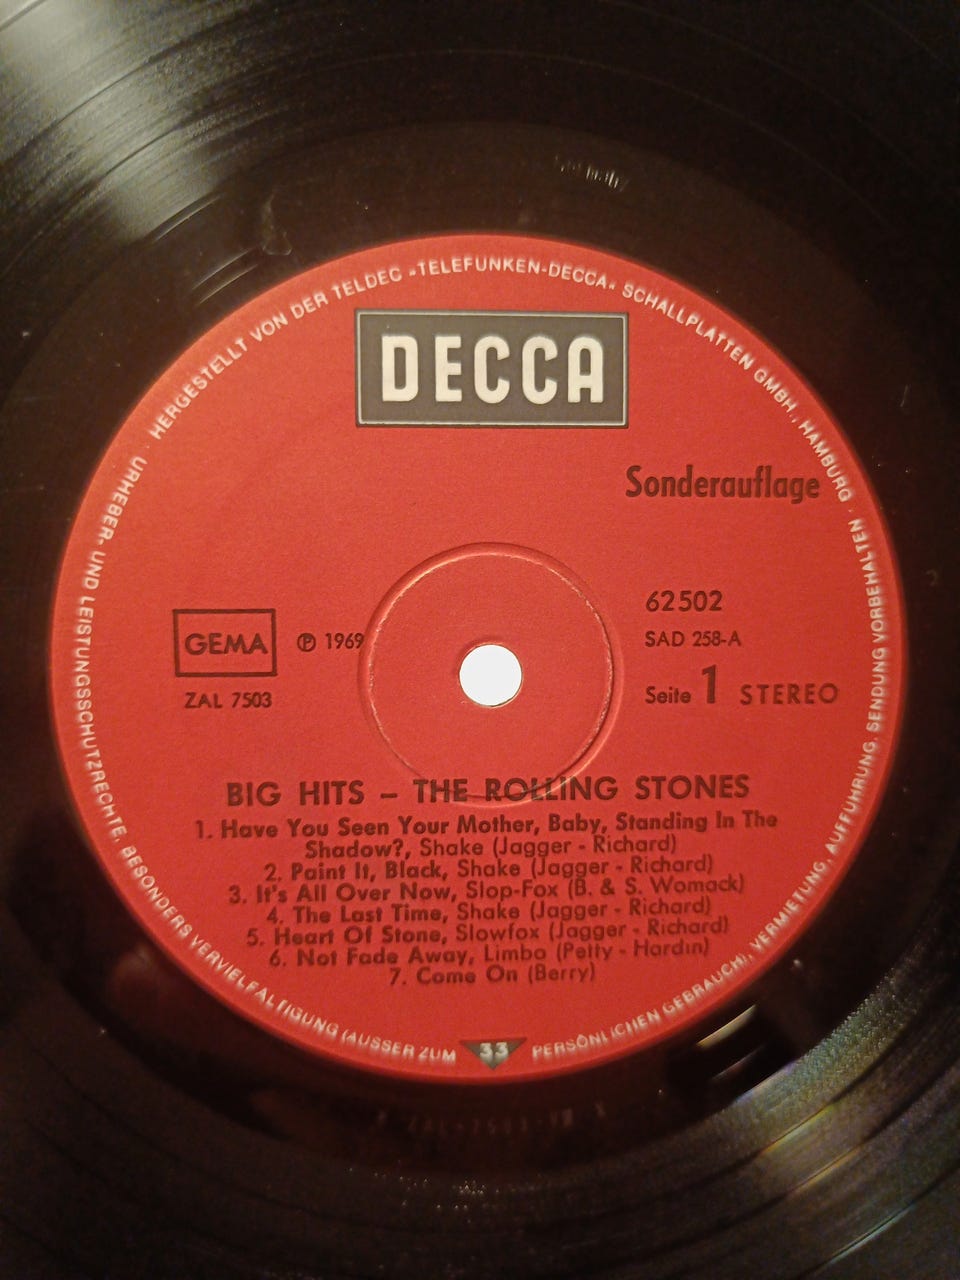 HERGESTELLT VON DER TELDEC »TELEFUNKEN-DECCA« SCHALLPLATTEN GMBH., HAMBURG ·
URHEBER- UND LEISTUNGSSCHUTZRECHTE, BESONDERS VERVIELFÄLTIGUNG (AUSSER ZUM PERSÖNLICHEN GEBRAUCH), VERMIETUNG, AUFFÜHRUNG, SENDUNG VORBEHALTEN
DECCA
Sonderauflage
GEMA
℗ 1969
ZAL 7503
62502
SAD 258-A
Seite 1 STEREO
BIG HITS – THE ROLLING STONES
1. Have You Seen Your Mother, Baby, Standing In The
Shadow?, Shake (Jagger - Richard)
2. Paint It, Black, Shake (Jagger - Richard)
3. It's All Over Now, Slop-Fox (B. & S. Womack)
4. The Last Time, Shake (Jagger - Richard)
5. Heart Of Stone, Slowfox (Jagger - Richard)
6. Not Fade Away, Limbo (Petty - Hardin)
7. Come On (Berry)
33